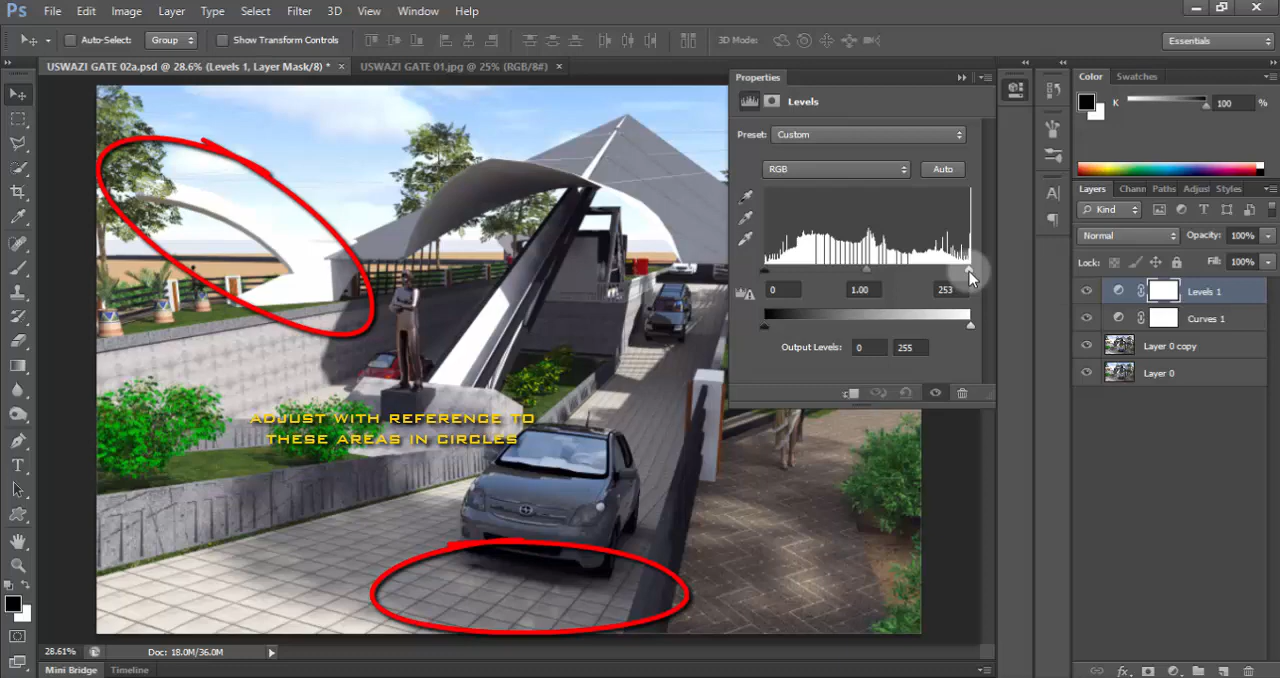 Ps File Edit Image Layer Type Select Filter 3D View Window Help
Auto-Select: Group Show Transform Controls 3D Mode: Essentials
USWAZI GATE 02a.psd @ 28.6% (Levels 1, Layer Mask/8) * × USWAZI GATE 01.jpg @ 25% (RGB/8#) ×
Properties
Levels
Preset: Custom
RGB Auto
0 1.00 253
Output Levels: 0 255
Color Swatches
K 100 %
Layers Chann Paths Adjust Styles
Kind
Normal Opacity: 100%
Lock: Fill: 100%
Levels 1
Curves 1
Layer 0 copy
Layer 0
ADJUST WITH REFERENCE TO
THESE AREAS IN CIRCLES
28.61% Doc: 18.0M/36.0M
Mini Bridge Timeline